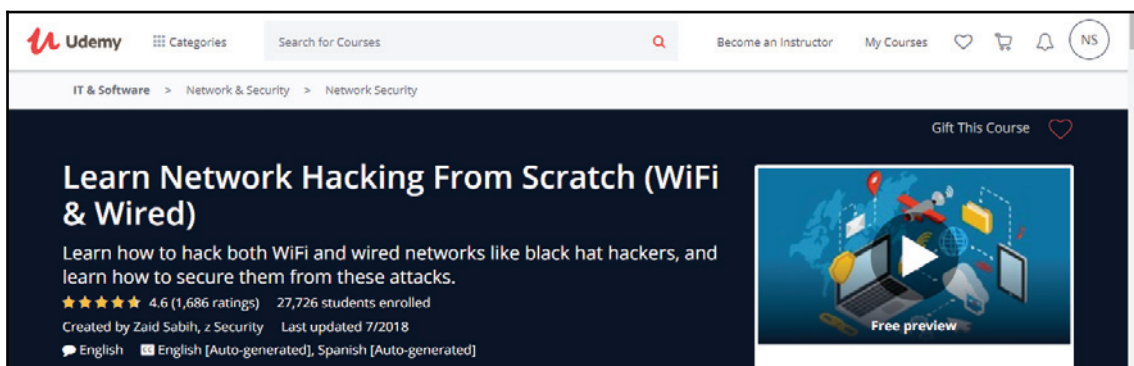 Udemy Categories Search for Courses Become an Instructor My Courses NS
IT & Software > Network & Security > Network Security
Gift This Course
Learn Network Hacking From Scratch (WiFi
& Wired)
Learn how to hack both WiFi and wired networks like black hat hackers, and
learn how to secure them from these attacks.
4.6 (1,686 ratings) 27,726 students enrolled
Created by Zaid Sabih, z Security Last updated 7/2018
English CC English [Auto-generated], Spanish [Auto-generated]
Free preview